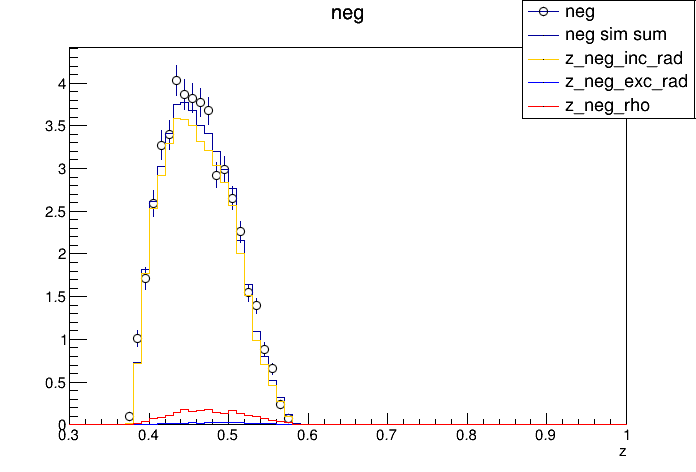 neg
neg
neg sim sum
z_neg_inc_rad
z_neg_exc_rad
z_neg_rho
4
3.5
3
2.5
2
1.5
1
0.5
0
0.3 0.4 0.5 0.6 0.7 0.8 0.9 1
z